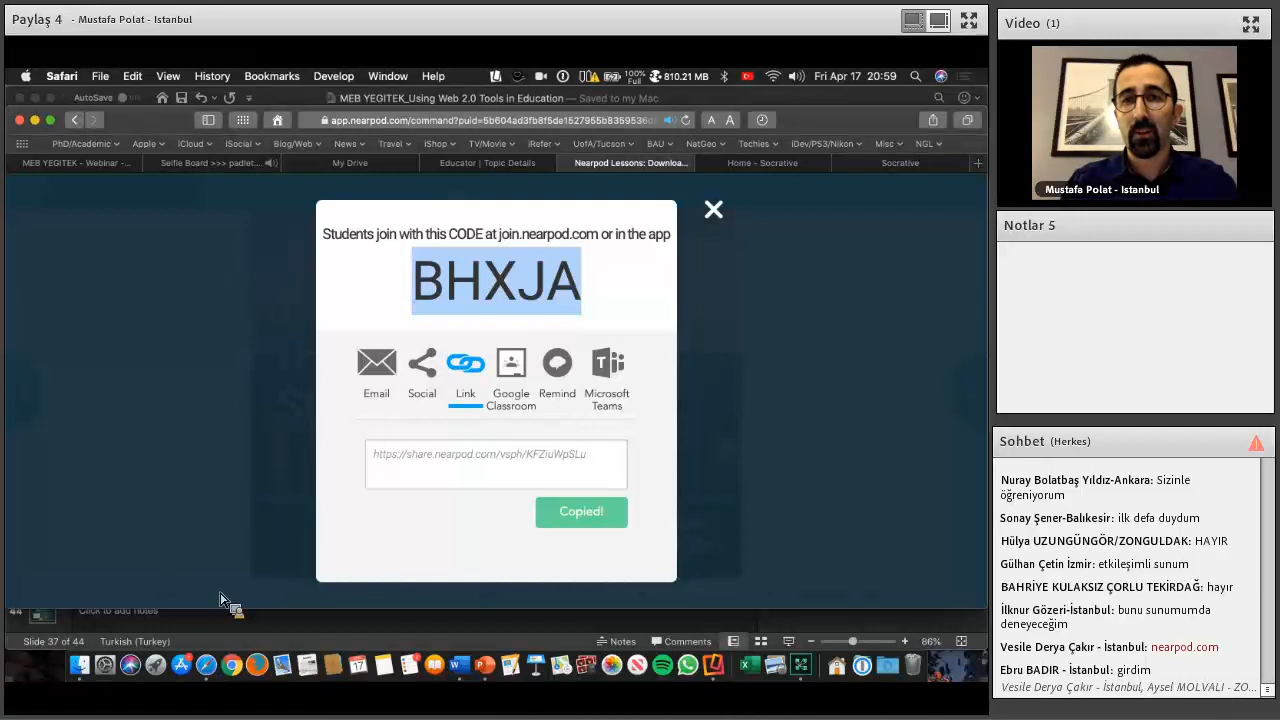 Paylaş 4 - Mustafa Polat - Istanbul
Safari File Edit View History Bookmarks Develop Window Help 100% Full 810.21 MB Fri Apr 17 20:59
AutoSave MEB YEGITEK_Using Web 2.0 Tools in Education — Saved to my Mac
app.nearpod.com/command?puid=5b604ad3fb8f5de1527955b8359536d A A
PhD/Academic Apple iCloud iSocial Blog/Web News Travel iShop TV/Movie iRefer UofA/Tucson BAU NatGeo Techies iDev/PS3/Nikon Misc NGL
MEB YEGITEK - Webinar -... Selfie Board >>> padlet.... My Drive Educator | Topic Details Nearpod Lessons: Downloa... Home - Socrative Socrative
Students join with this CODE at join.nearpod.com or in the app
BHXJA
Email Social Link Google Classroom Remind Microsoft Teams
https://share.nearpod.com/vsph/KFZiuWpSLu
Copied!
44 Click to add notes
Slide 37 of 44 Turkish (Turkey) Notes Comments 86%
17
Video (1)
Mustafa Polat - Istanbul
Notlar 5
Sohbet (Herkes)
Nuray Bolatbaş Yıldız-Ankara: Sizinle
öğreniyorum
Sonay Şener-Balıkesir: ilk defa duydum
Hülya UZUNGÜNGÖR/ZONGULDAK: HAYIR
Gülhan Çetin İzmir: etkileşimli sunum
BAHRİYE KULAKSIZ ÇORLU TEKİRDAĞ: hayır
İlknur Gözeri-İstanbul: bunu sunumumda
deneyeceğim
Vesile Derya Çakır - İstanbul: nearpod.com
Ebru BADIR - İstanbul: girdim
Vesile Derya Çakır - İstanbul, Aysel MOLVALI - ZO...